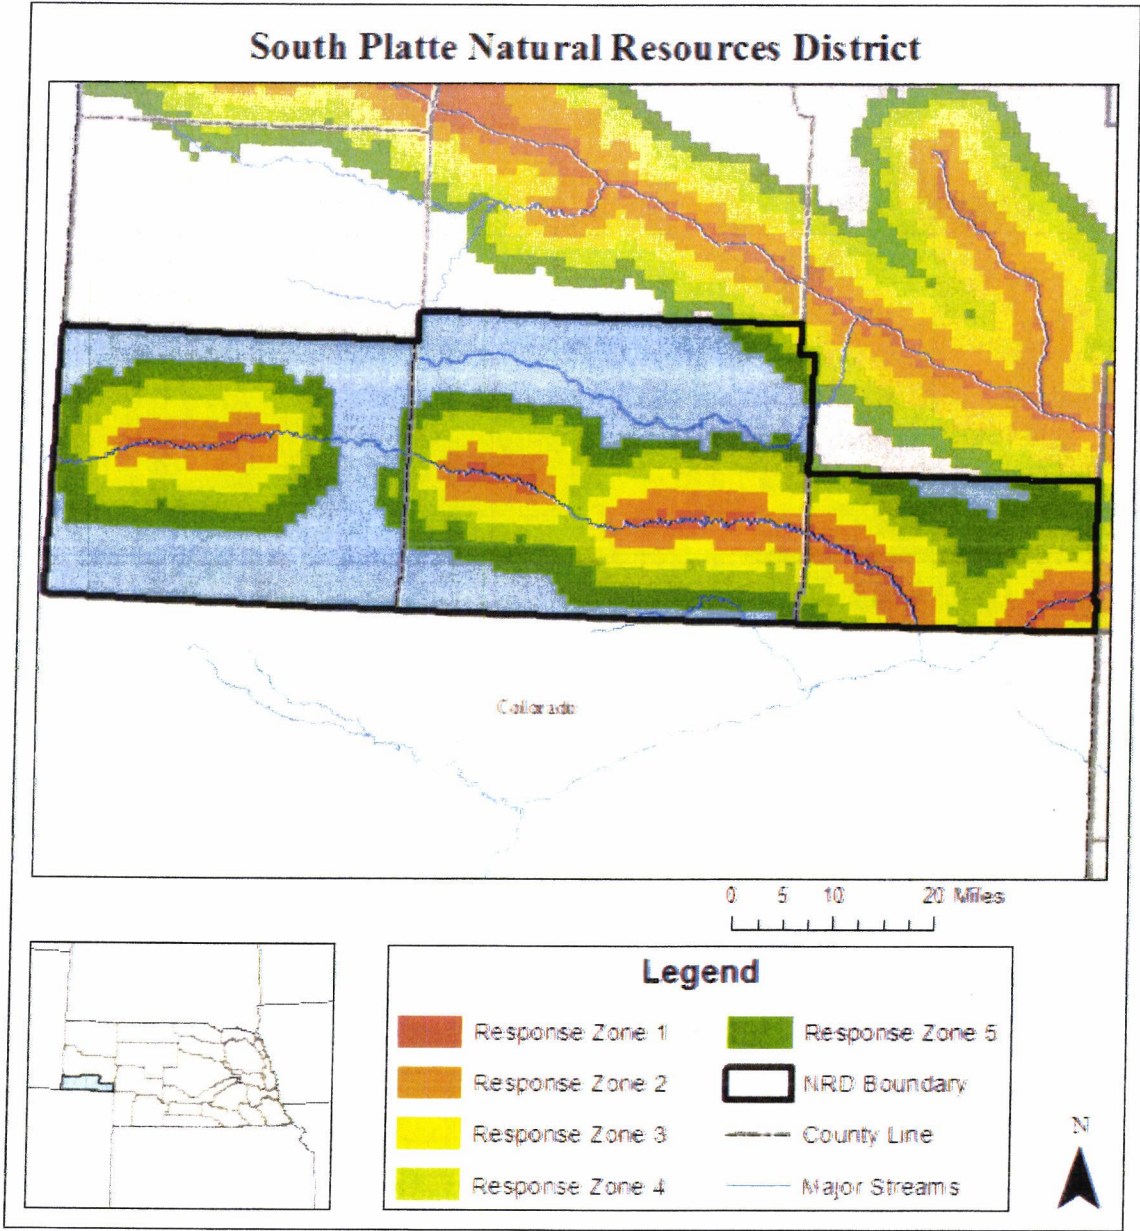 South Platte Natural Resources District
Colorado
0 5 10 20 Miles
Legend
Response Zone 1
Response Zone 2
Response Zone 3
Response Zone 4
Response Zone 5
NRD Boundary
County Line
Major Streams
N